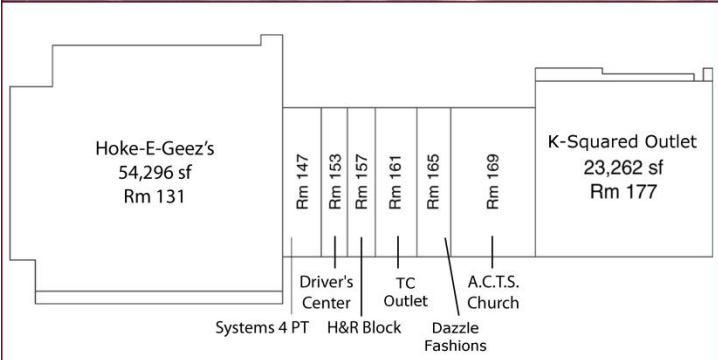 Hoke-E-Geez's
54,296 sf
Rm 131
Rm 147
Rm 153
Rm 157
Rm 161
Rm 165
Rm 169
K-Squared Outlet
23,262 sf
Rm 177
Systems 4 PT
Driver's
Center
H&R Block
TC
Outlet
Dazzle
Fashions
A.C.T.S.
Church